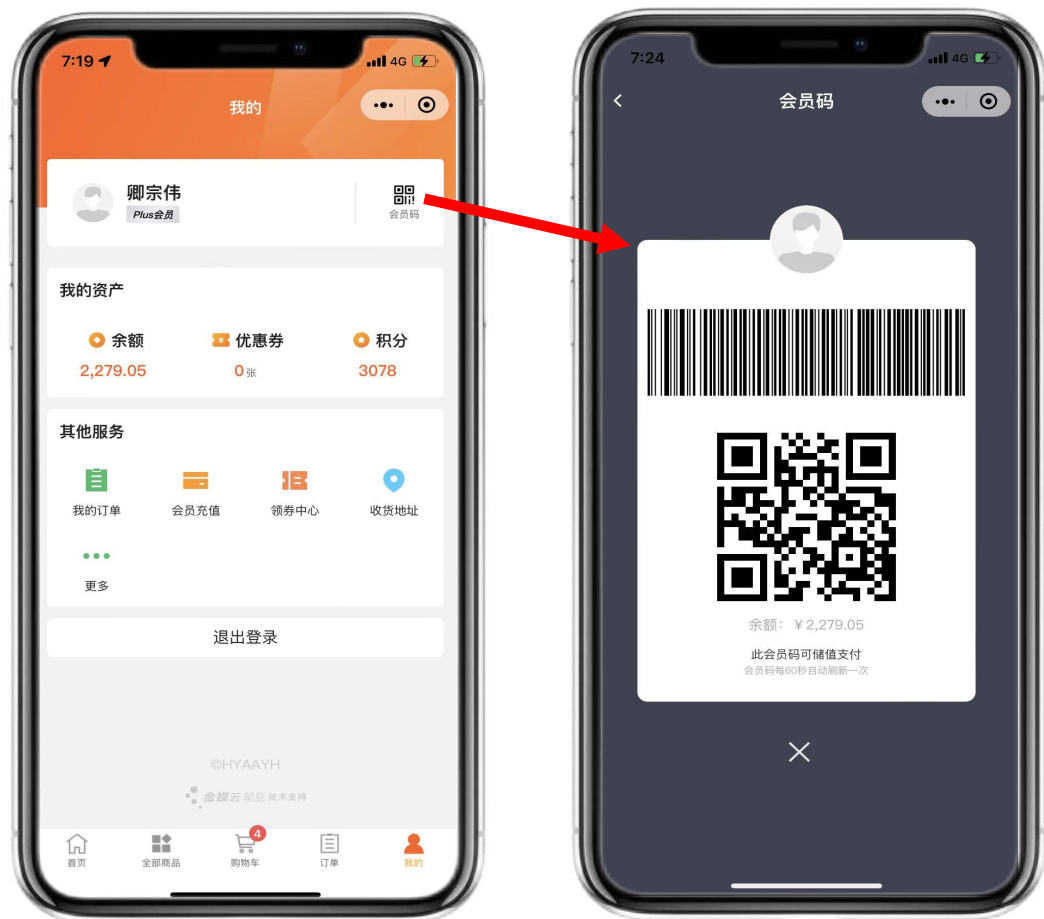 7:19
4G
我的
卿宗伟
Plus会员
会员码
我的资产
余额
优惠券
积分
2,279.05
0张
3078
其他服务
我的订单
会员充值
领券中心
收货地址
更多
退出登录
©HYAAYH
金蝶云星辰 技术支持
4
首页
全部商品
购物车
订单
我的
7:24
4G
会员码
余额：￥2,279.05
此会员码可储值支付
会员码每60秒自动刷新一次